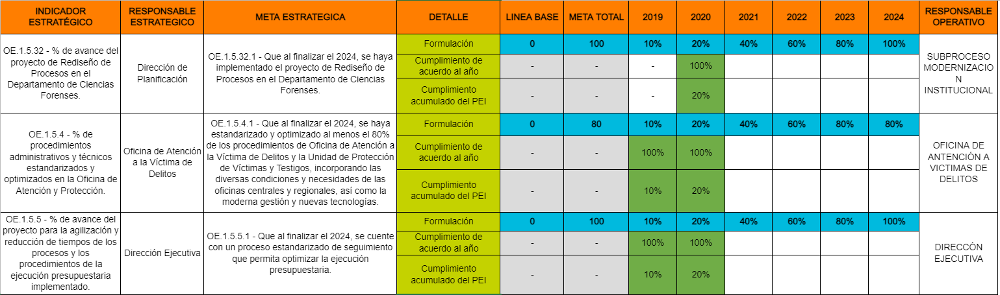 INDICADOR
ESTRATÉGICO
RESPONSABLE
ESTRATEGICO
META ESTRATEGICA
DETALLE
LINEA BASE
META TOTAL
2019
2020
2021
2022
2023
2024
RESPONSABLE
OPERATIVO
OE.1.5.32 - % de avance del
proyecto de Rediseño de
Procesos en el
Departamento de Ciencias
Forenses.
Dirección de
Planificación
OE.1.5.32.1 - Que al finalizar el 2024, se haya
implementado el proyecto de Rediseño de
Procesos en el Departamento de Ciencias
Forenses.
Formulación
0
100
10%
20%
40%
60%
80%
100%
Cumplimiento de
acuerdo al año
-
-
-
100%
Cumplimiento
acumulado del PEI
-
-
-
20%
SUBPROCESO
MODERNIZACIO
N
INSTITUCIONAL
OE.1.5.4 - % de
procedimientos
administrativos y técnicos
estandarizados y
optimizados en la Oficina de
Atención y Protección.
Oficina de Atención
a la Víctima de
Delitos
OE.1.5.4.1 - Que al finalizar el 2024, se haya
estandarizado y optimizado al menos el 80%
de los procedimientos de Oficina de Atención a
la Víctima de Delitos y la Unidad de Protección
de Víctimas y Testigos, incorporando las
diversas condiciones y necesidades de las
oficinas centrales y regionales, así como la
moderna gestión y nuevas tecnologías.
Formulación
0
80
10%
20%
40%
60%
80%
80%
Cumplimiento de
acuerdo al año
-
-
100%
100%
Cumplimiento
acumulado del PEI
-
-
10%
20%
OFICINA DE
ANTENCIÓN A
VICTIMAS DE
DELITOS
OE.1.5.5 - % de avance del
proyecto para la agilización y
reducción de tiempos de los
procesos y los
procedimientos de la
ejecución presupuestaria
implementado.
Dirección Ejecutiva
OE.1.5.5.1 - Que al finalizar el 2024, se cuente
con un proceso estandarizado de seguimiento
que permita optimizar la ejecución
presupuestaria.
Formulación
0
100
10%
20%
40%
60%
80%
100%
Cumplimiento de
acuerdo al año
-
-
100%
100%
Cumplimiento
acumulado del PEI
-
-
10%
20%
DIRECCÓN
EJECUTIVA